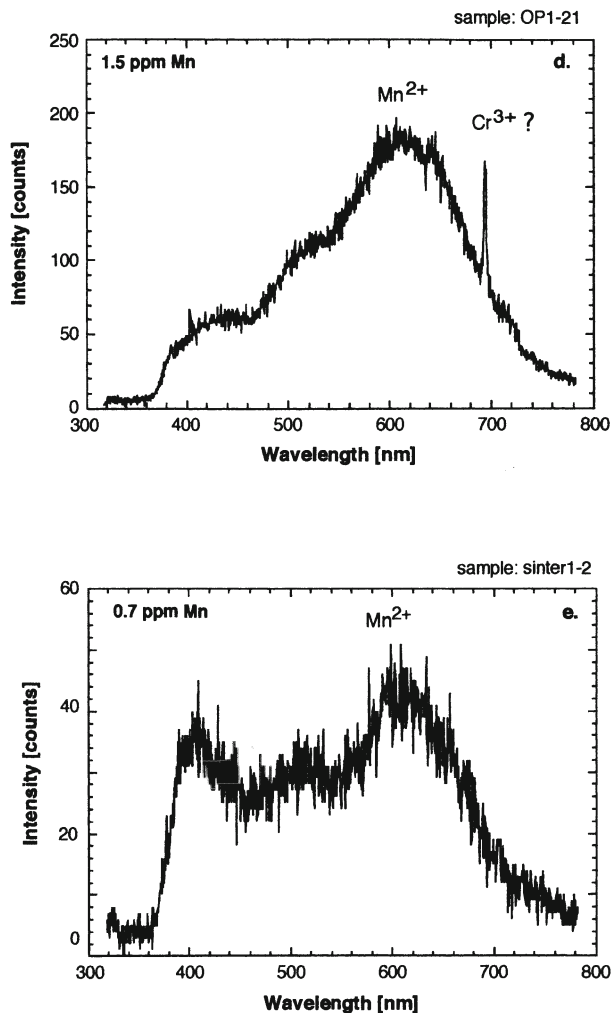 sample: OP1-21
250
1.5 ppm Mn
d.
Mn2+
Cr3+ ?
200
150
100
50
0
Intensity [counts]
300 400 500 600 700 800
Wavelength [nm]
sample: sinter1-2
60
0.7 ppm Mn
Mn2+
e.
40
20
0
Intensity [counts]
300 400 500 600 700 800
Wavelength [nm]